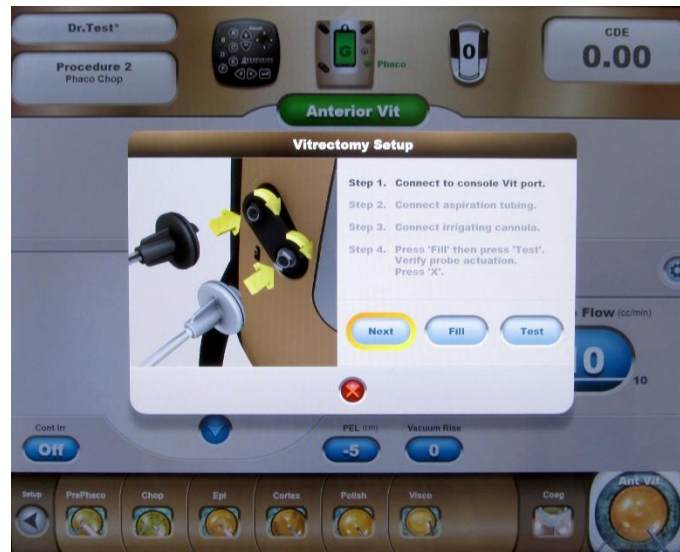 Dr.Test*
Procedure 2
Phaco Chop
G
Phaco
0
CDE
0.00
Anterior Vit
Vitrectomy Setup
Step 1. Connect to console Vit port.
Step 2. Connect aspiration tubing.
Step 3. Connect irrigating cannula.
Step 4. Press 'Fill' then press 'Test'.
Verify probe actuation.
Press 'X'.
Next
Fill
Test
Flow (cc/min)
10
Cont Irr
Off
PEL (cm)
-5
Vacuum Rise
0
Setup
PrePhaco
Chop
Epi
Cortex
Polish
Visco
Coag
Ant Vit